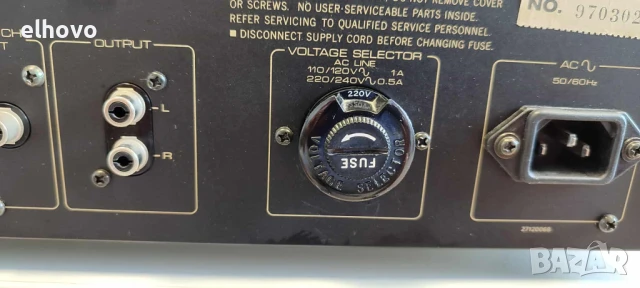 elhovo
OR SCREWS. NO USER-SERVICEABLE PARTS INSIDE.
REFER SERVICING TO QUALIFIED SERVICE PERSONNEL.
■ DISCONNECT SUPPLY CORD BEFORE CHANGING FUSE.
NO. 970302
CH
T
OUTPUT
L
R
VOLTAGE SELECTOR
AC LINE
110/120V∿ 1A
220/240V∿0.5A
220V
FUSE
VOLTAGE SELECTOR
AC∿
50/60Hz
BAZAR